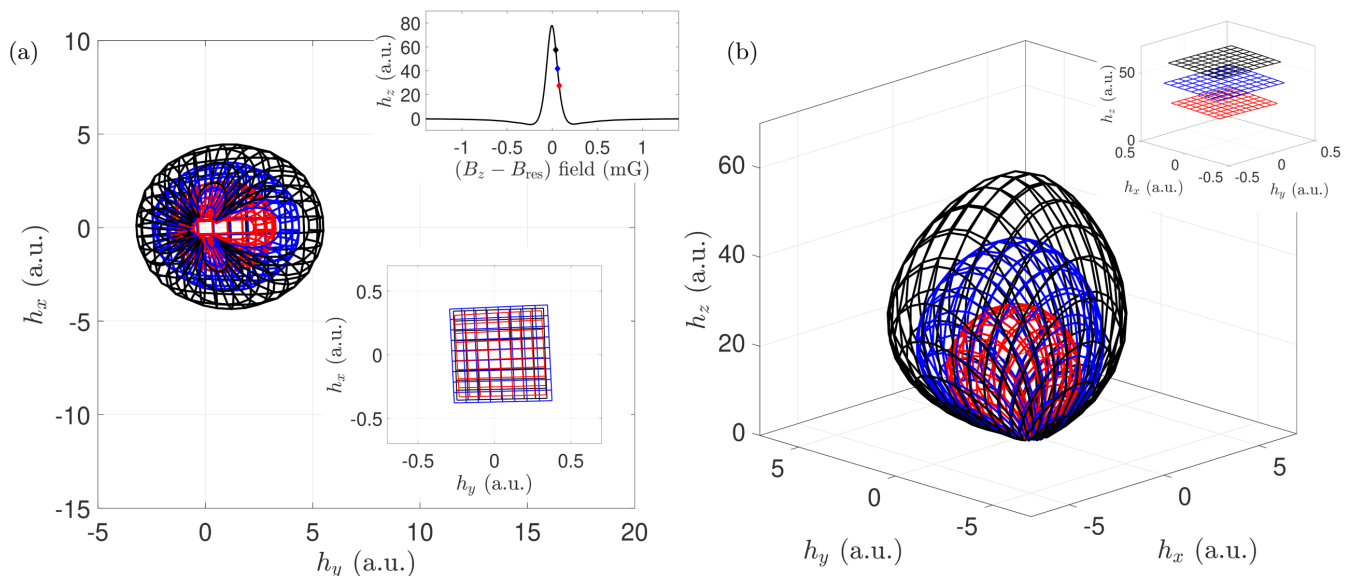 (a)
10
5
0
-5
-10
-15
h_x (a.u.)
-5 0 5 10 15 20
h_y (a.u.)
80
60
40
20
0
h_z (a.u.)
-1 -0.5 0 0.5 1
(B_z − B_res) field (mG)
0.5
0
-0.5
h_x (a.u.)
-0.5 0 0.5
h_y (a.u.)
(b)
60
40
20
0
h_z (a.u.)
5 0 -5
h_y (a.u.)
-5 0 5
h_x (a.u.)
50
0
h_z (a.u.)
0.5 0 -0.5
h_x (a.u.)
-0.5 0 0.5
h_y (a.u.)